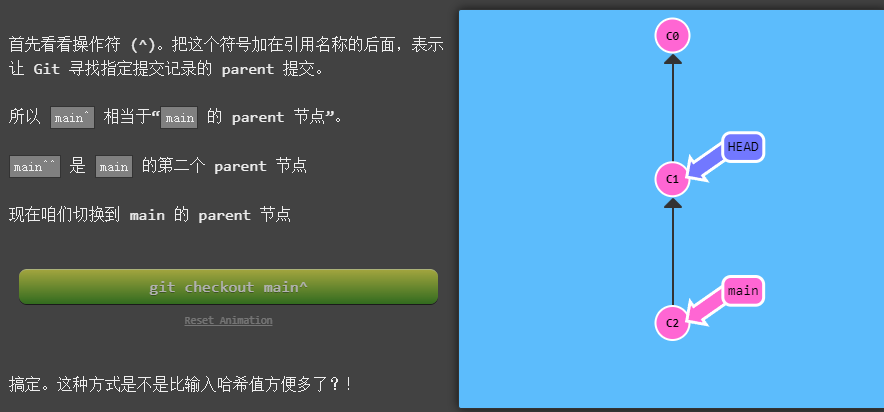 首先看看操作符 (^)。把这个符号加在引用名称的后面，表示
让 Git 寻找指定提交记录的 parent 提交。
所以 main^ 相当于“main 的 parent 节点”。
main^^ 是 main 的第二个 parent 节点
现在咱们切换到 main 的 parent 节点
git checkout main^
Reset Animation
搞定。这种方式是不是比输入哈希值方便多了？！
C0
HEAD
C1
main
C2